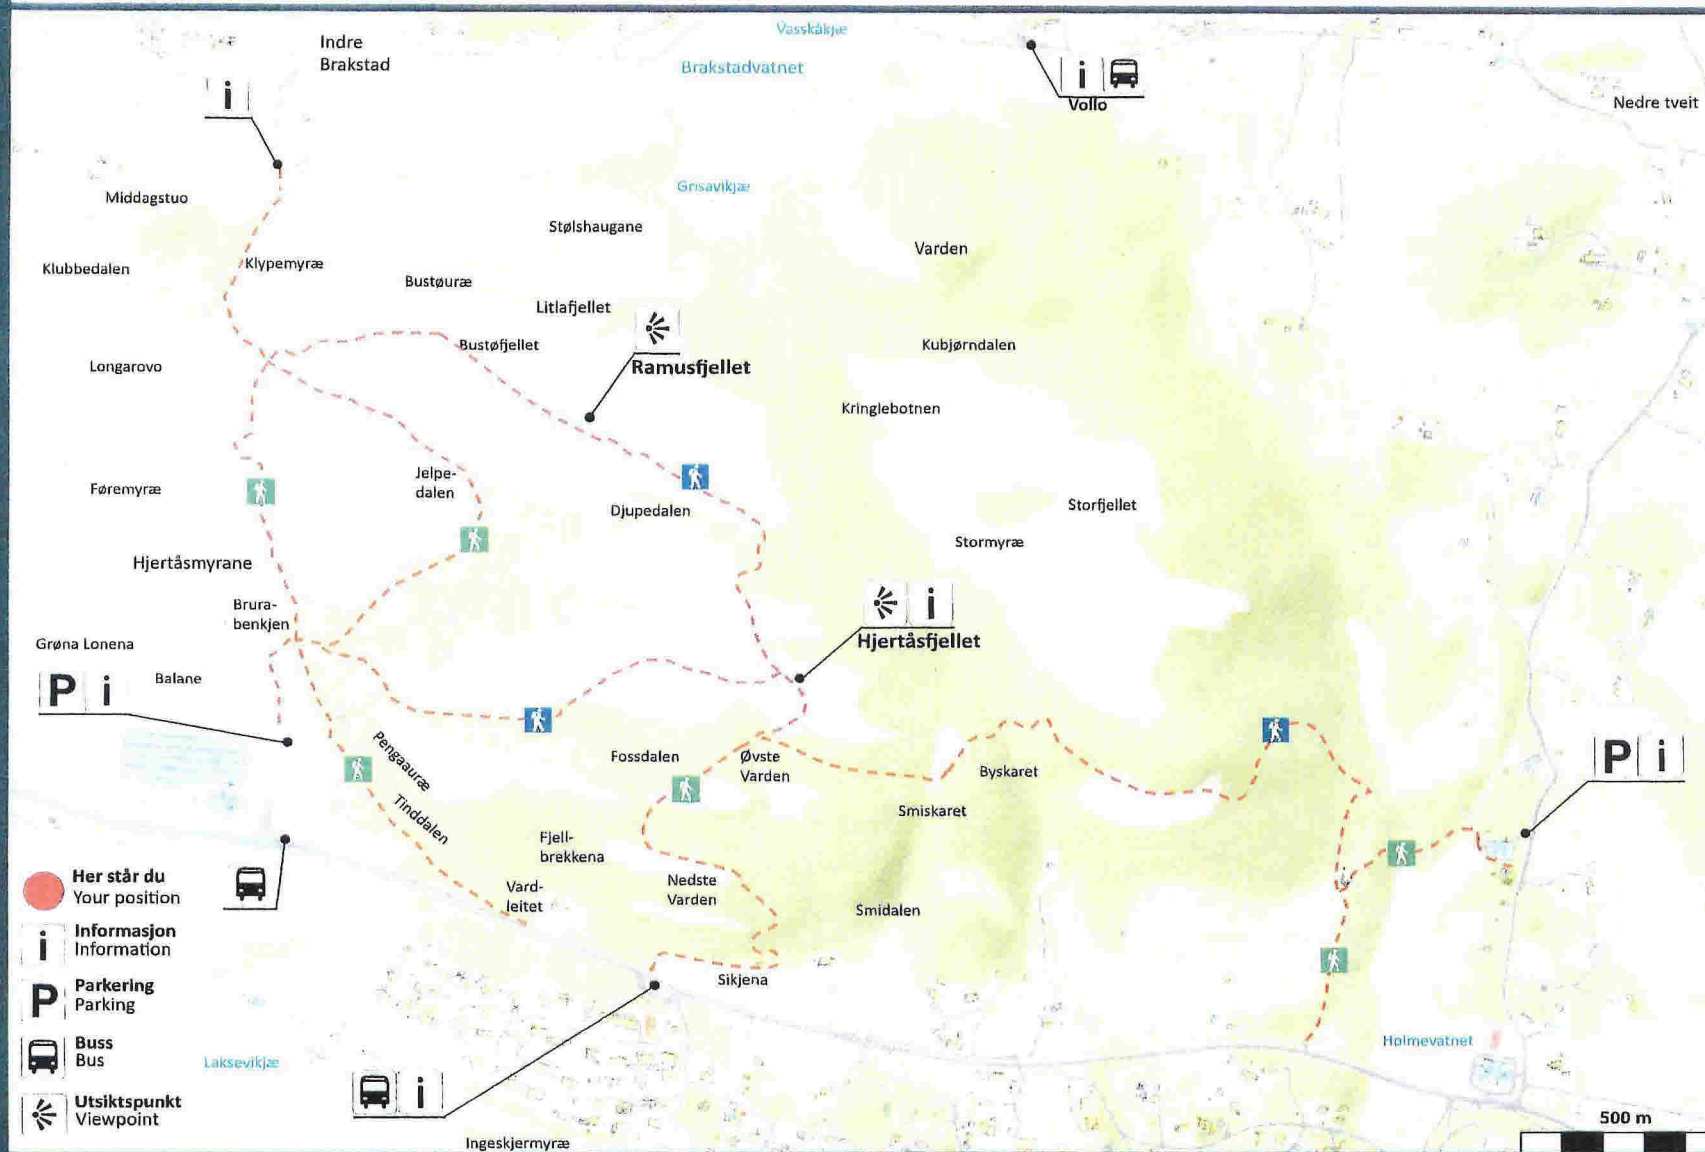 Vasskåkjæ
Indre
Brakstad
Brakstadvatnet
i
i
Vollo
Nedre tveit
Middagstuo
Grisavikjæ
Stølshaugane
Varden
Klubbedalen
Klypemyræ
Bustøuræ
Litlafjellet
Bustøfjellet
Kubjørndalen
Longarovo
Ramusfjellet
Kringlebotnen
Jelpe-
dalen
Føremyræ
Djupedalen
Storfjellet
Stormyræ
Hjertåsmyrane
Brura-
benkjen
i
Hjertåsfjellet
Grøna Lonena
Balane
P i
Pengaauræ
Fossdalen
Øvste
Varden
Byskaret
P i
Tinddalen
Smiskaret
Fjell-
brekkena
Vard-
leitet
Nedste
Varden
Smidalen
Sikjena
Her står du
Your position
i
Informasjon
Information
P
Parkering
Parking
Buss
Bus
Utsiktspunkt
Viewpoint
Laksevikjæ
i
Holmevatnet
Ingeskjermyræ
500 m